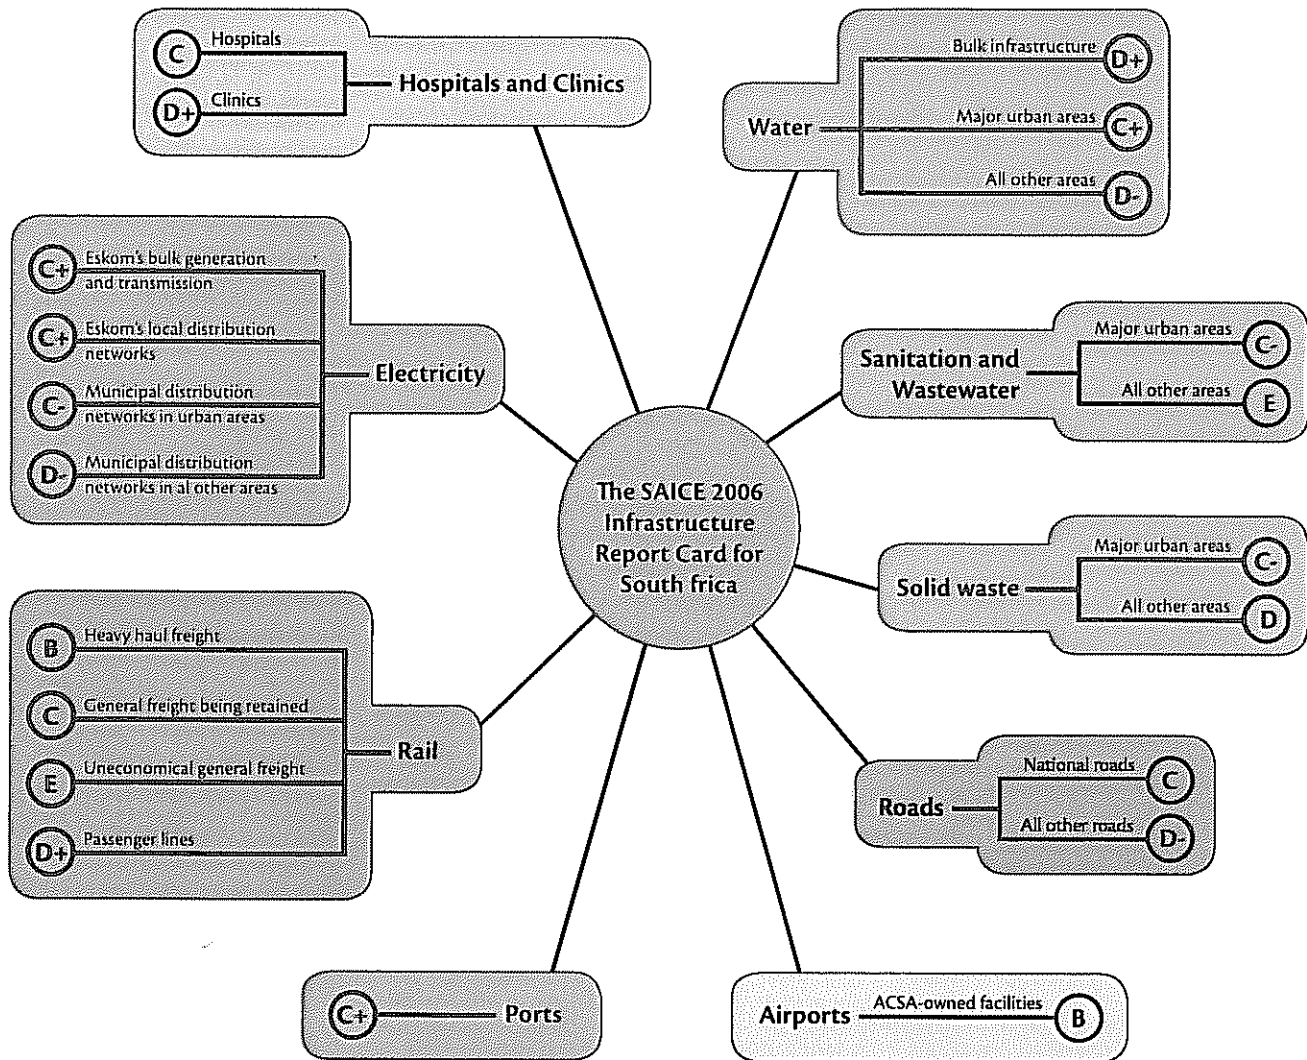 C Hospitals
D+ Clinics
Hospitals and Clinics
Water
Bulk infrastructure D+
Major urban areas C+
All other areas D-
C+ Eskom's bulk generation
and transmission
C+ Eskom's local distribution
networks
C- Municipal distribution
networks in urban areas
D- Municipal distribution
networks in al other areas
Electricity
Sanitation and
Wastewater
Major urban areas C-
All other areas E
The SAICE 2006
Infrastructure
Report Card for
South frica
Solid waste
Major urban areas C-
All other areas D
B Heavy haul freight
C General freight being retained
E Uneconomical general freight
D+ Passenger lines
Rail
Roads
National roads C
All other roads D-
C+ Ports
Airports ACSA-owned facilities B